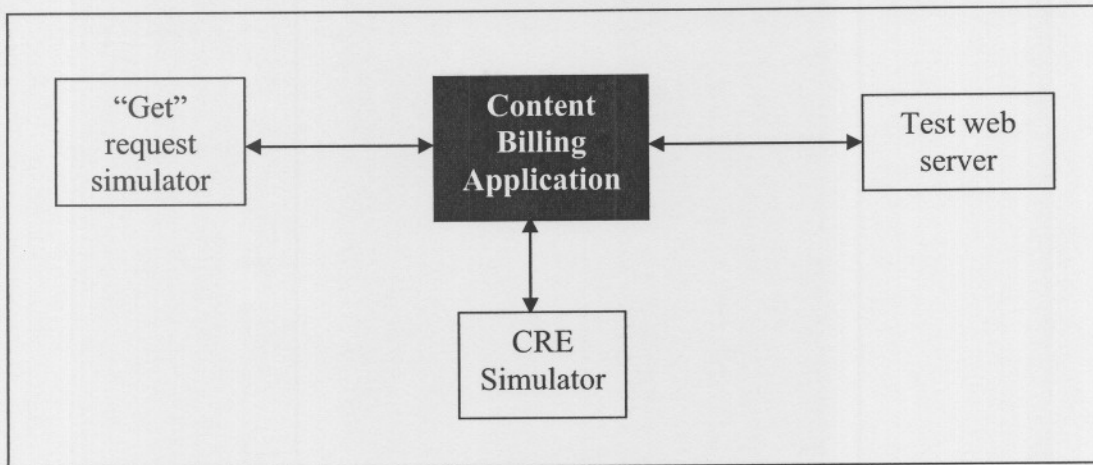 “Get”
request
simulator
Content
Billing
Application
Test web
server
CRE
Simulator